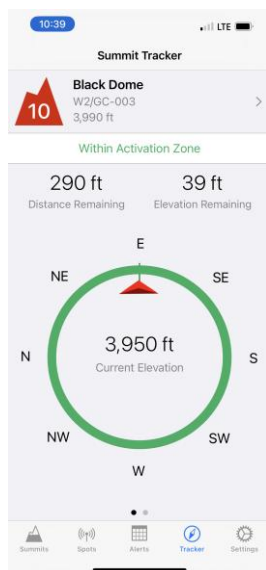 10:39
LTE
Summit Tracker
10
Black Dome
W2/GC-003
3,990 ft
Within Activation Zone
290 ft
39 ft
Distance Remaining
Elevation Remaining
E
NE
SE
N
S
3,950 ft
Current Elevation
NW
SW
W
Summits
Spots
Alerts
Tracker
Settings